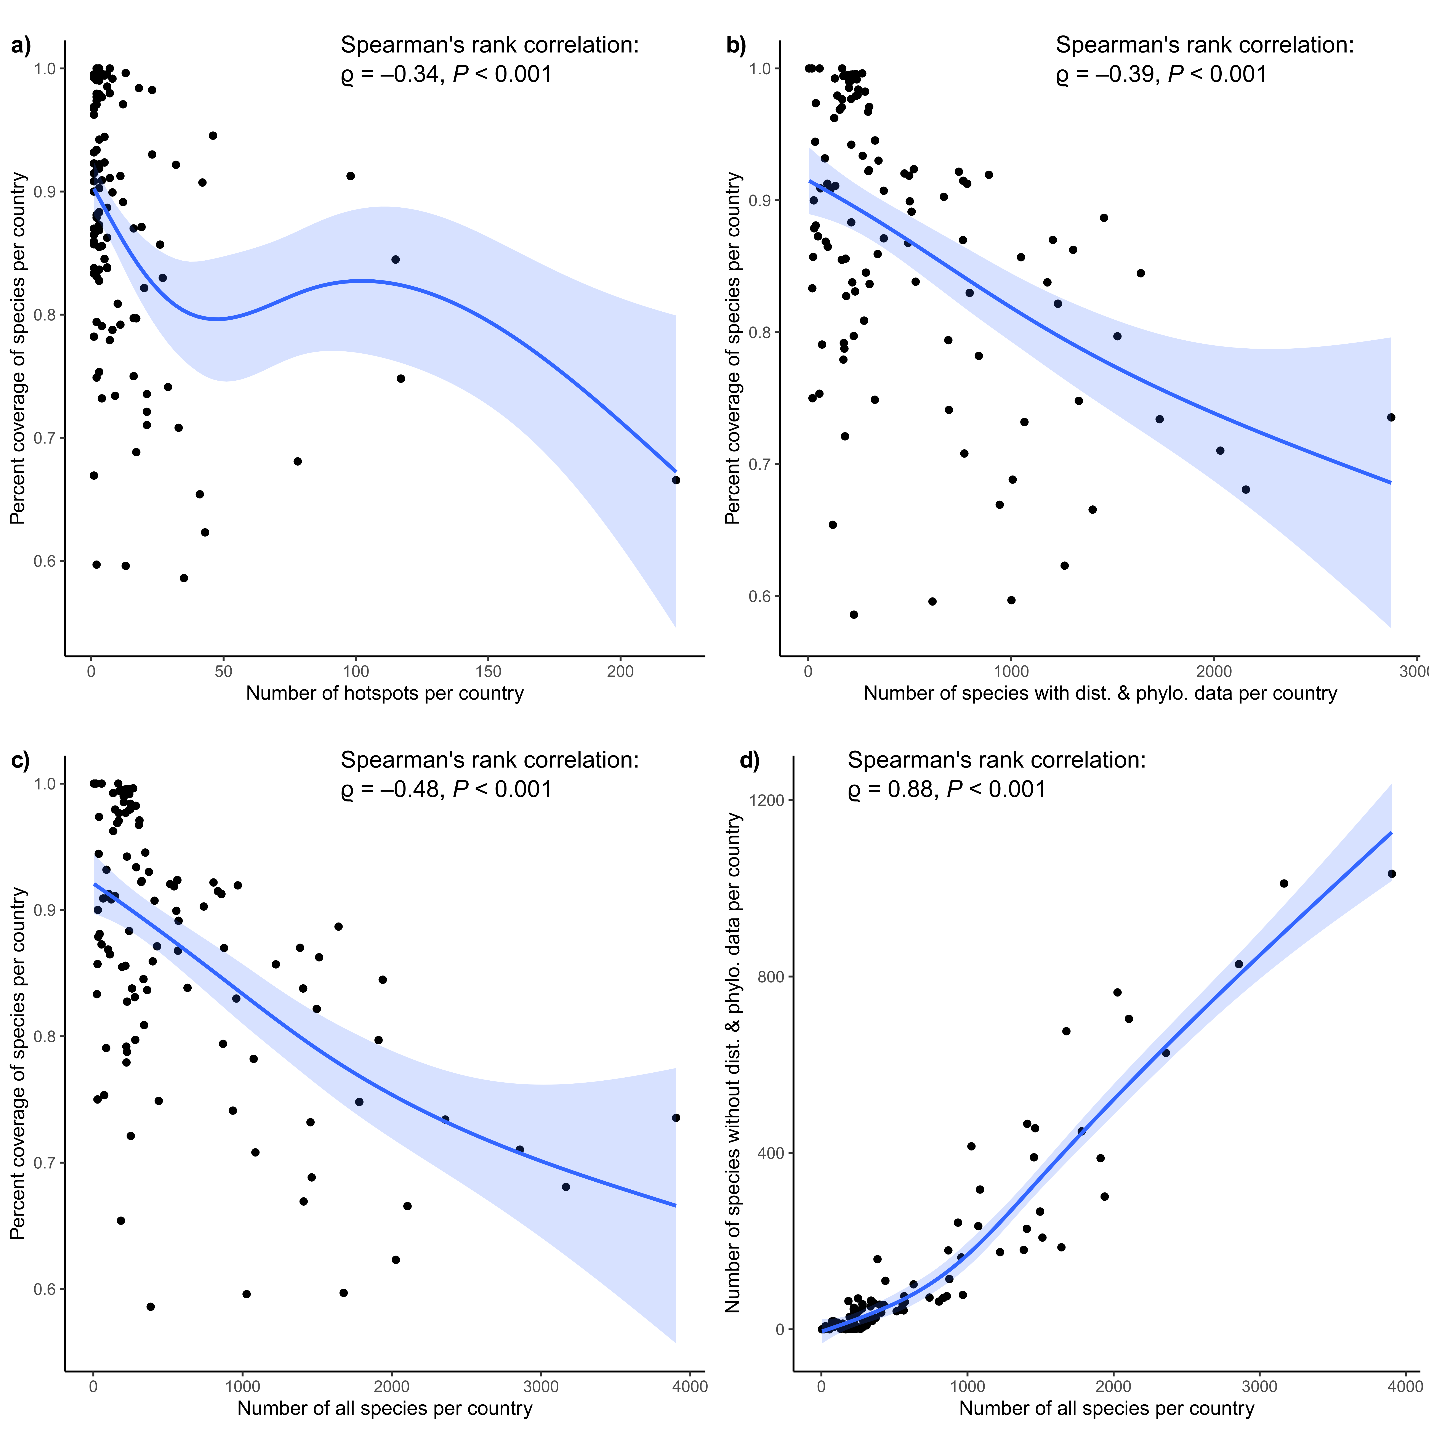 a)
Spearman's rank correlation:
ϱ = –0.34, P < 0.001
1.0
0.9
0.8
0.7
0.6
Percent coverage of species per country
0 50 100 150 200
Number of hotspots per country
b)
Spearman's rank correlation:
ϱ = –0.39, P < 0.001
1.0
0.9
0.8
0.7
0.6
Percent coverage of species per country
0 1000 2000 3000
Number of species with dist. & phylo. data per country
c)
Spearman's rank correlation:
ϱ = –0.48, P < 0.001
1.0
0.9
0.8
0.7
0.6
Percent coverage of species per country
0 1000 2000 3000 4000
Number of all species per country
d)
Spearman's rank correlation:
ϱ = 0.88, P < 0.001
1200
800
400
0
Number of species without dist. & phylo. data per country
0 1000 2000 3000 4000
Number of all species per country